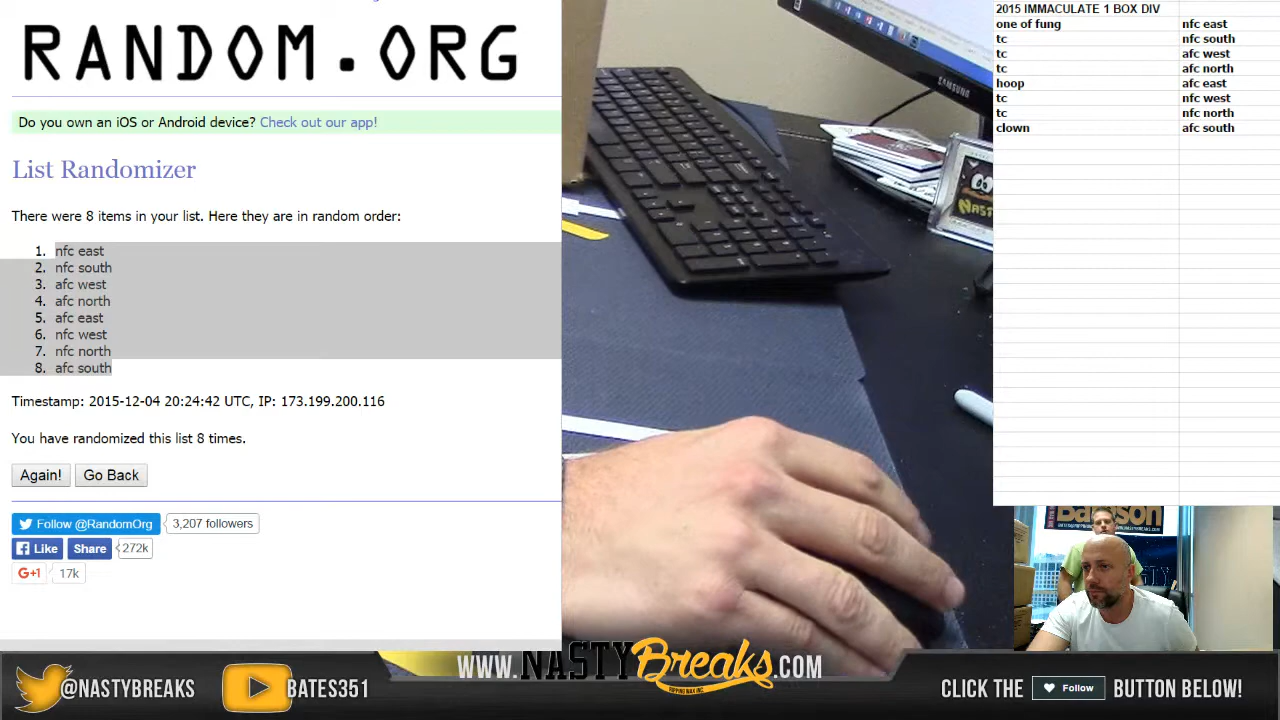 RANDOM.ORG
Do you own an iOS or Android device? Check out our app!
List Randomizer
There were 8 items in your list. Here they are in random order:
1. nfc east
2. nfc south
3. afc west
4. afc north
5. afc east
6. nfc west
7. nfc north
8. afc south
Timestamp: 2015-12-04 20:24:42 UTC, IP: 173.199.200.116
You have randomized this list 8 times.
Again! Go Back
Follow @RandomOrg 3,207 followers
Like Share 272k
G+1 17k
SAMSUNG
2015 IMMACULATE 1 BOX DIV
one of fung nfc east
tc nfc south
tc afc west
tc afc north
hoop afc east
tc nfc west
tc nfc north
clown afc south
@NASTYBREAKS
BATES351
WWW.NASTYBreaks.COM
RIPPING WAX INC.
CLICK THE Follow BUTTON BELOW!